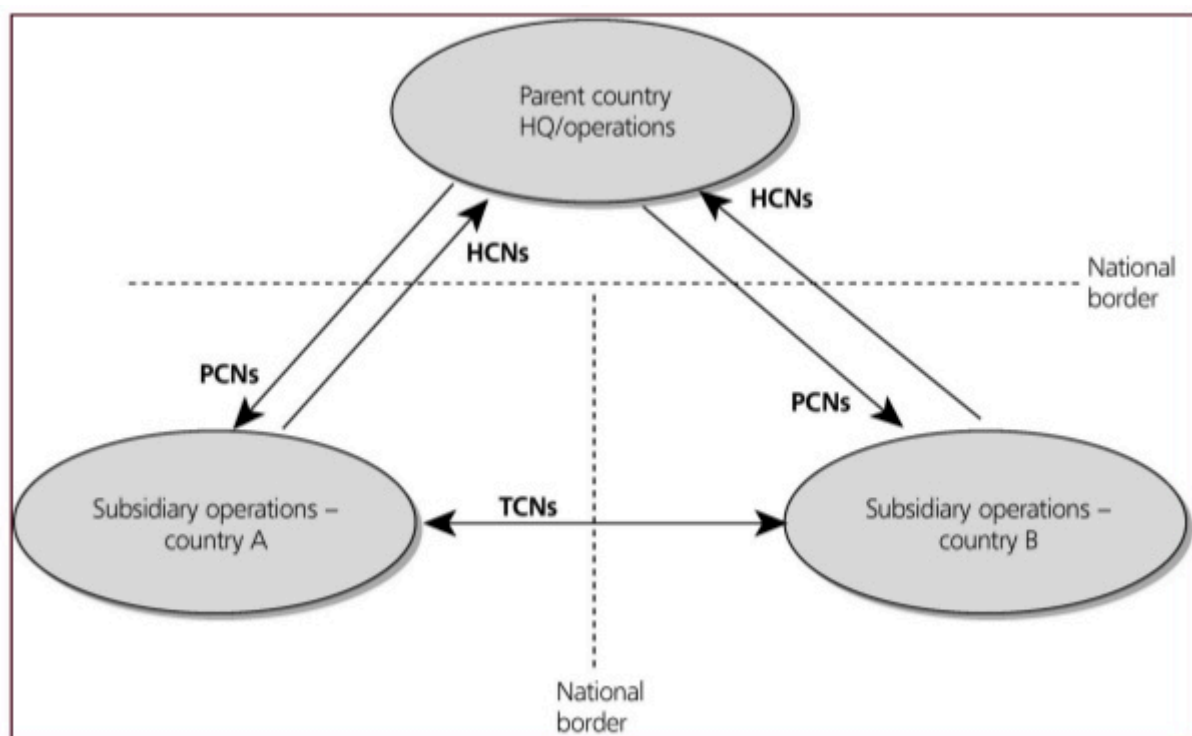 Parent country
HQ/operations
HCNs
HCNs
National
border
PCNs
PCNs
Subsidiary operations –
country A
TCNs
Subsidiary operations –
country B
National
border